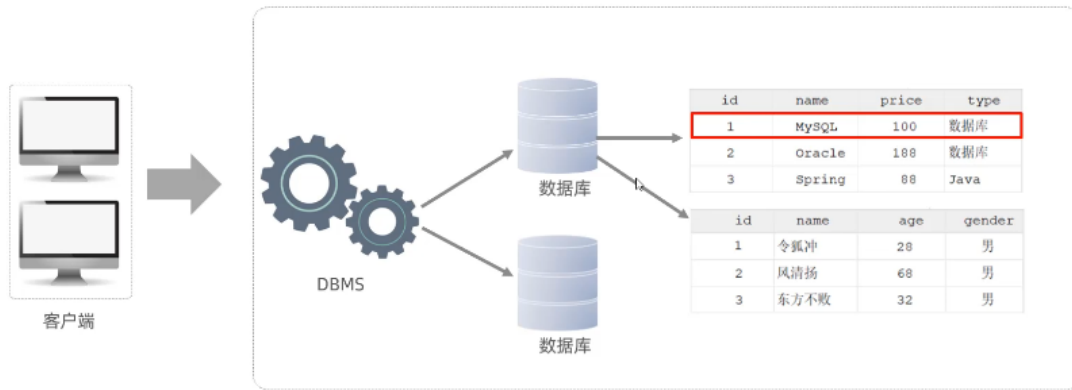 客户端
DBMS
数据库
数据库
id name price type
1 MySQL 100 数据库
2 Oracle 188 数据库
3 Spring 88 Java
id name age gender
1 令狐冲 28 男
2 风清扬 68 男
3 东方不败 32 男